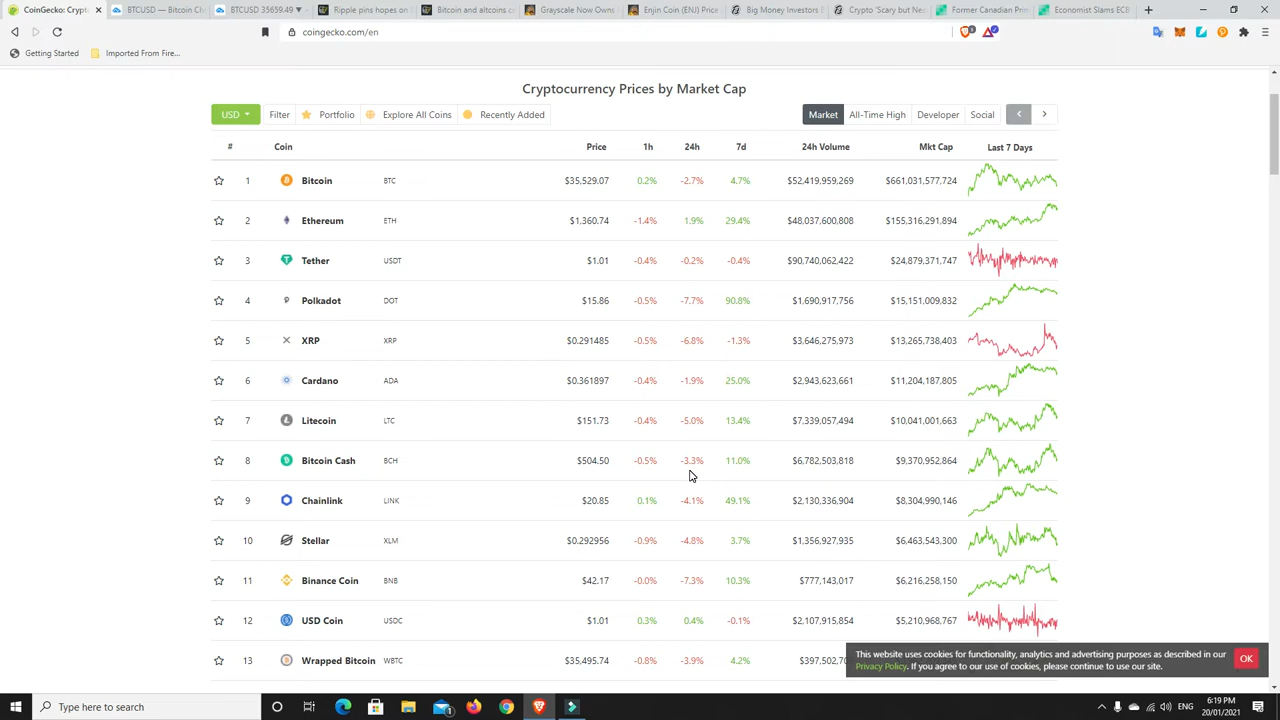 CoinGecko: Crypt
BTCUSD — Bitcoin Ch
BTCUSD 35659.49
Ripple pins hopes on
Bitcoin and altcoins co
Grayscale Now Owns
Enjin Coin (ENJ) Price
Big Money Investors B
Crypto 'Scary but Nec
Former Canadian Prin
Economist Slams ECB
coingecko.com/en
Getting Started
Imported From Fire...
Cryptocurrency Prices by Market Cap
USD Filter Portfolio Explore All Coins Recently Added Market All-Time High Developer Social
# Coin Price 1h 24h 7d 24h Volume Mkt Cap Last 7 Days
1 Bitcoin BTC $35,529.07 0.2% -2.7% 4.7% $52,419,959,269 $661,031,577,724
2 Ethereum ETH $1,360.74 -1.4% 1.9% 29.4% $48,037,600,808 $155,316,291,894
3 Tether USDT $1.01 -0.4% -0.2% -0.4% $90,740,062,422 $24,879,371,747
4 Polkadot DOT $15.86 -0.5% -7.7% 90.8% $1,690,917,756 $15,151,009,832
5 XRP XRP $0.291485 -0.5% -6.8% -1.3% $3,646,275,973 $13,265,738,403
6 Cardano ADA $0.361897 -0.4% -1.9% 25.0% $2,943,623,661 $11,204,187,805
7 Litecoin LTC $151.73 -0.4% -5.0% 13.4% $7,339,057,494 $10,041,001,663
8 Bitcoin Cash BCH $504.50 -0.5% -3.3% 11.0% $6,782,503,818 $9,370,952,864
9 Chainlink LINK $20.85 0.1% -4.1% 49.1% $2,130,336,904 $8,304,990,146
10 Stellar XLM $0.292956 -0.9% -4.8% 3.7% $1,356,927,935 $6,463,543,300
11 Binance Coin BNB $42.17 -0.0% -7.3% 10.3% $777,143,017 $6,216,258,150
12 USD Coin USDC $1.01 0.3% 0.4% -0.1% $2,107,915,854 $5,210,968,767
13 Wrapped Bitcoin WBTC $35,495.74 -0.8% -3.9% 4.2% $397,502,70
This website uses cookies for functionality, analytics and advertising purposes as described in our
Privacy Policy. If you agree to our use of cookies, please continue to use our site.
OK
Type here to search
ENG
6:19 PM
20/01/2021